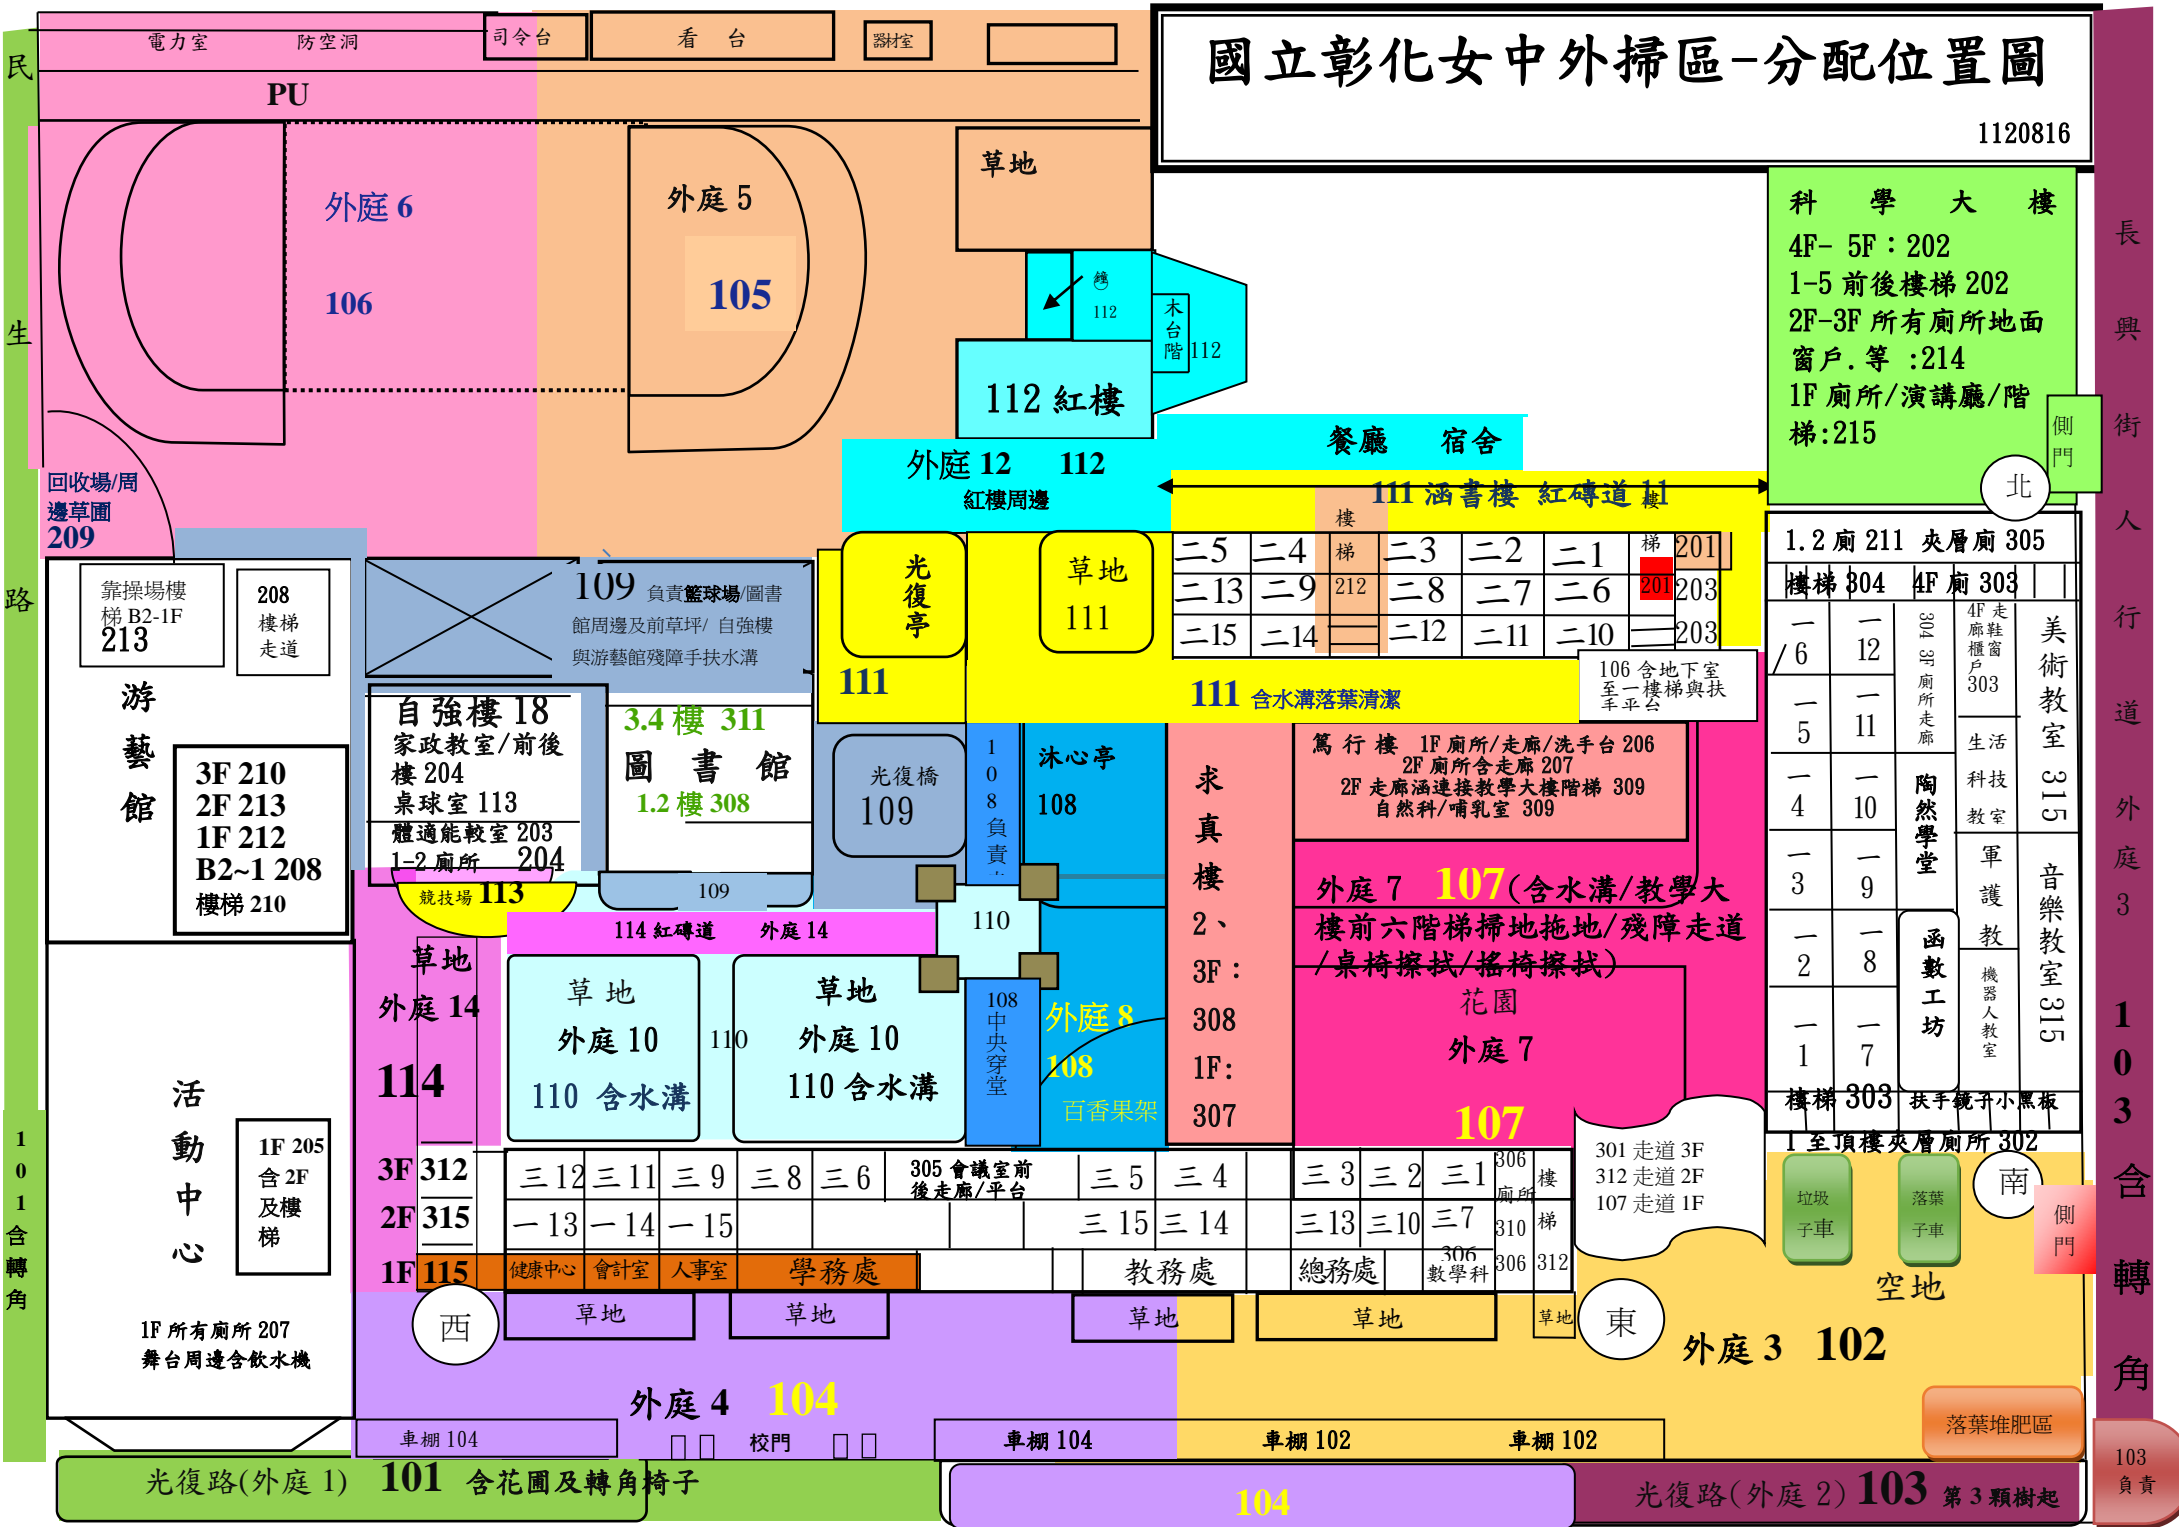 國立彰化女中外掃區-分配位置圖
1120816
電力室
防空洞
司令台
看 台
器材室
PU
民
生
路
外庭 6
106
外庭 5
105
草地
鐘
112
木台階 112
112 紅樓
外庭 12 112
紅樓周邊
餐廳 宿舍
111 涵書樓 紅磚道 11
科 學 大 樓
4F- 5F：202
1-5 前後樓梯 202
2F-3F 所有廁所地面
窗戶.等 :214
1F 廁所/演講廳/階
梯:215
側門
北
長興街人行道外庭 3
103 含轉角
回收場/周
邊草圃
209
靠操場樓
梯 B2-1F
213
208
樓梯
走道
游藝館
3F 210
2F 213
1F 212
B2~1 208
樓梯 210
109 負責籃球場/圖書
館周邊及前草坪/ 自強樓
與游藝館殘障手扶水溝
光復亭
111
草地
111
二5 二4 樓梯 二3 二2 二1 樓梯 201
二13 二9 212 二8 二7 二6 201 203
二15 二14 二12 二11 二10 203
111 含水溝落葉清潔
106 含地下室
至一樓梯與扶
手平台
自強樓 18
家政教室/前後
樓 204
桌球室 113
體適能較室 203
1-2 廁所 204
3.4 樓 311
圖 書 館
1.2 樓 308
光復橋
109
108 負責
沐心亭
108
求真樓
2、
3F：
308
1F:
307
篤 行 樓 1F 廁所/走廊/洗手台 206
2F 廁所含走廊 207
2F 走廊涵連接教學大樓階梯 309
自然科/哺乳室 309
外庭 7 107(含水溝/教學大
樓前六階梯掃地拖地/殘障走道
/桌椅擦拭/搖椅擦拭)
花園
外庭 7
107
1.2 廁 211 夾層廁 305
樓梯 304 4F 廁 303
一6 一12
一5 一11
一4 一10
一3 一9
一2 一8
一1 一7
304 3F 廁所走廊
陶然學堂
函數工坊
4F 走
廊鞋
櫃窗
戶
303
生活
科技
教室
軍護教
機器人教室
美術教室 315
音樂教室 315
樓梯 303 扶手鏡子小黑板
1 至頂樓夾層廁所 302
競技場 113
109
114 紅磚道 外庭 14
110
草地
外庭 14
114
草 地
外庭 10
110 含水溝
110
草地
外庭 10
110 含水溝
108 中央穿堂
外庭 8
108
百香果架
活動中心
1F 205
含 2F
及樓
梯
1F 所有廁所 207
舞台周邊含飲水機
3F 312
2F 315
1F 115
三12 三11 三9 三8 三6 305 會議室前
後走廊/平台 三5 三4 三3 三2 三1 306 廁所 樓
一13 一14 一15 三15 三14 三13 三10 三7 310 梯
健康中心 會計室 人事室 學務處 教務處 總務處 306 數學科 306 312
301 走道 3F
312 走道 2F
107 走道 1F
垃圾
子車
落葉
子車
南
側門
空地
西
草地
草地
草地
草地
草地
東
外庭 3 102
外庭 4 104
車棚 104
校門
車棚 104
車棚 102
車棚 102
落葉堆肥區
101含轉角
光復路(外庭 1) 101 含花圃及轉角椅子
104
光復路(外庭 2) 103 第 3 顆樹起
103
負責